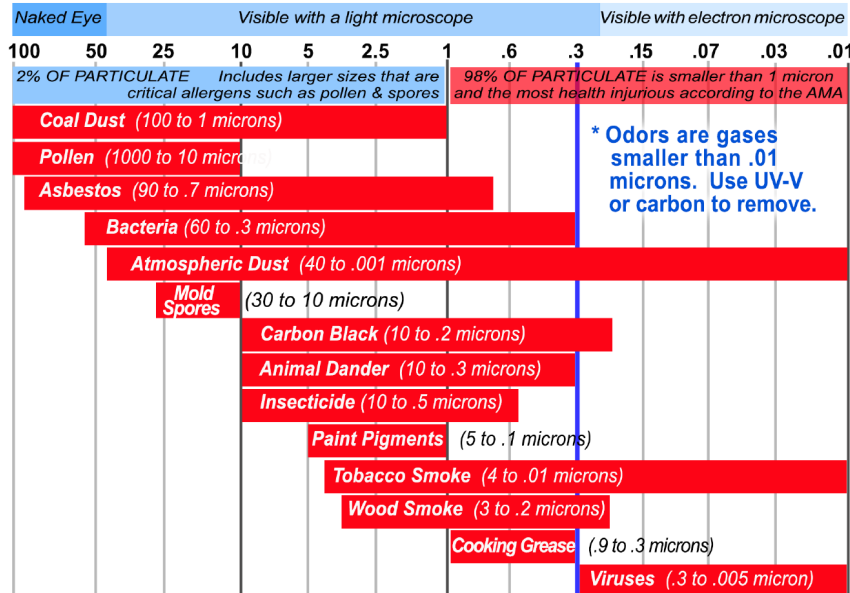 Naked Eye Visible with a light microscope Visible with electron microscope
100 50 25 10 5 2.5 1 .6 .3 .15 .07 .03 .01
2% OF PARTICULATE Includes larger sizes that are
critical allergens such as pollen & spores
98% OF PARTICULATE is smaller than 1 micron
and the most health injurious according to the AMA
Coal Dust (100 to 1 microns)
* Odors are gases
smaller than .01
microns. Use UV-V
or carbon to remove.
Pollen (1000 to 10 microns)
Asbestos (90 to .7 microns)
Bacteria (60 to .3 microns)
Atmospheric Dust (40 to .001 microns)
Mold
Spores (30 to 10 microns)
Carbon Black (10 to .2 microns)
Animal Dander (10 to .3 microns)
Insecticide (10 to .5 microns)
Paint Pigments (5 to .1 microns)
Tobacco Smoke (4 to .01 microns)
Wood Smoke (3 to .2 microns)
Cooking Grease (.9 to .3 microns)
Viruses (.3 to .005 micron)